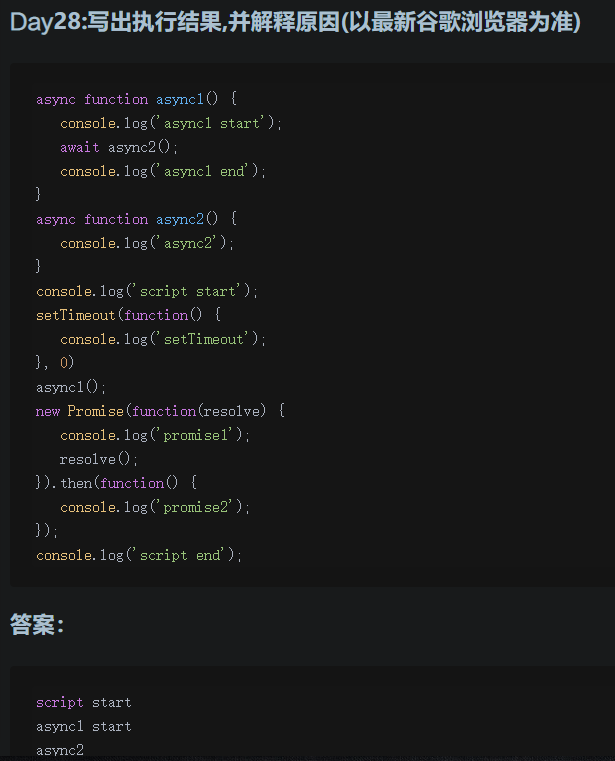 Day28:写出执行结果,并解释原因(以最新谷歌浏览器为准)
async function async1() {
console.log('async1 start');
await async2();
console.log('async1 end');
}
async function async2() {
console.log('async2');
}
console.log('script start');
setTimeout(function() {
console.log('setTimeout');
}, 0)
async1();
new Promise(function(resolve) {
console.log('promise1');
resolve();
}).then(function() {
console.log('promise2');
});
console.log('script end');
答案：
script start
async1 start
async2